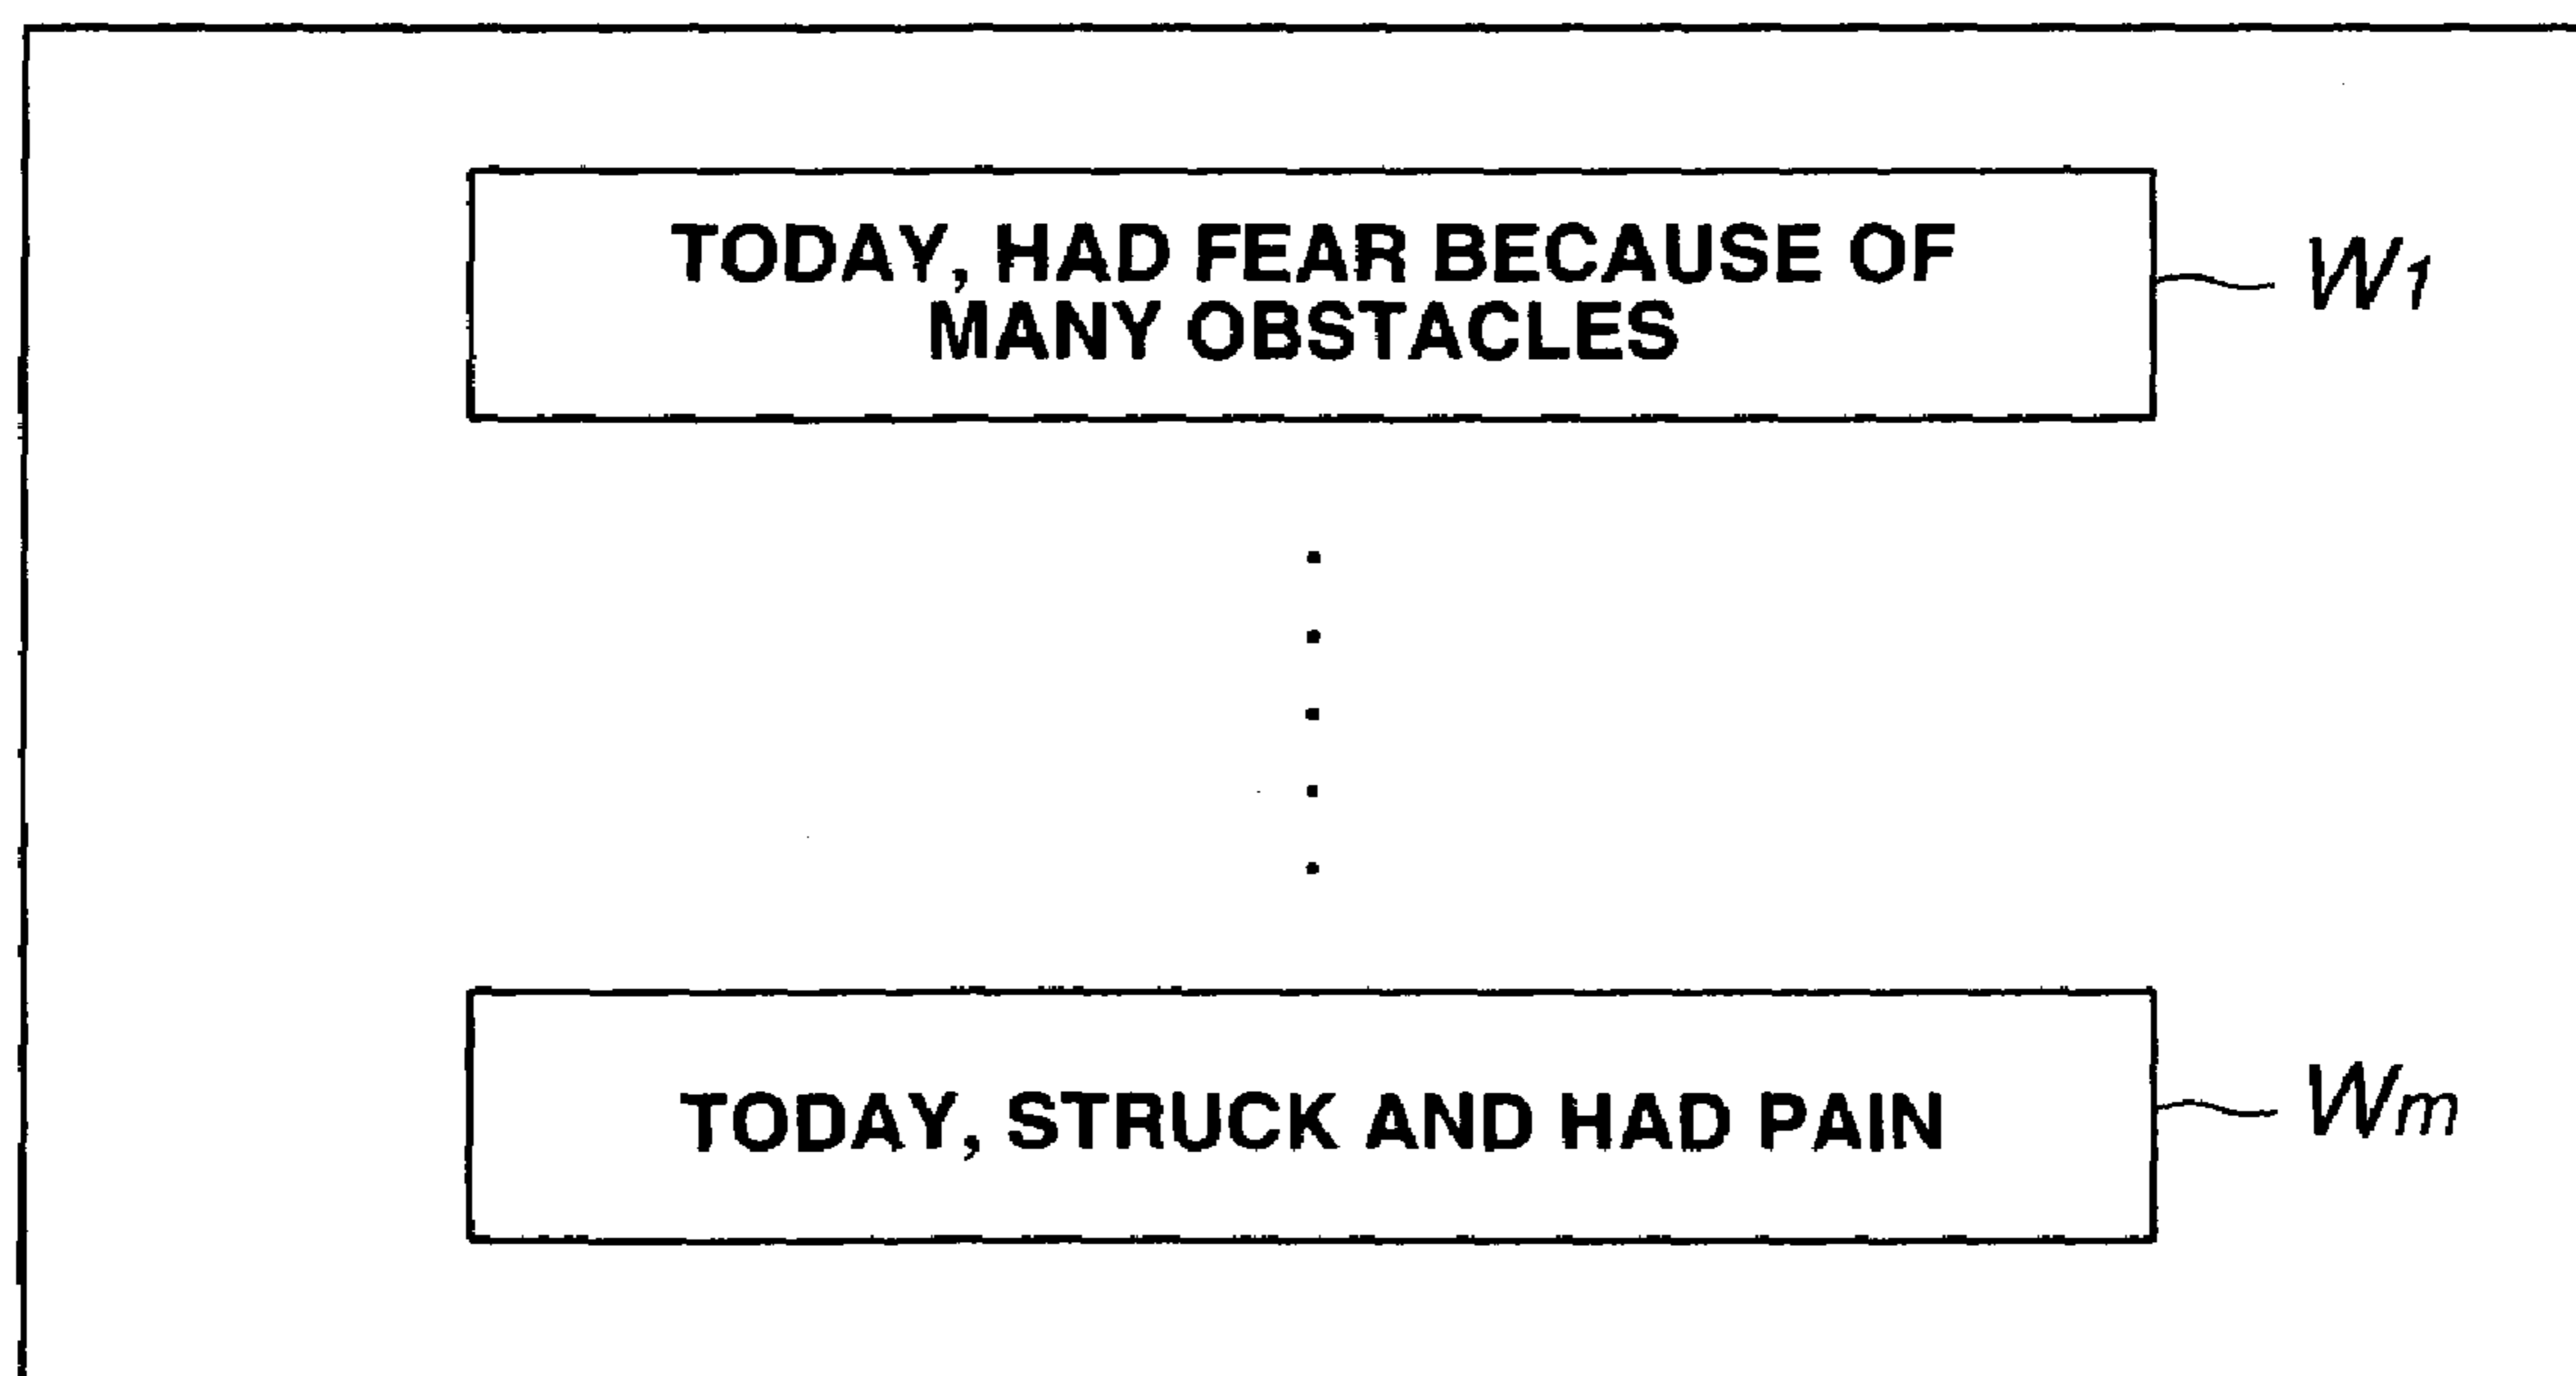 TODAY, HAD FEAR BECAUSE OF
MANY OBSTACLES
W1
TODAY, STRUCK AND HAD PAIN
Wm